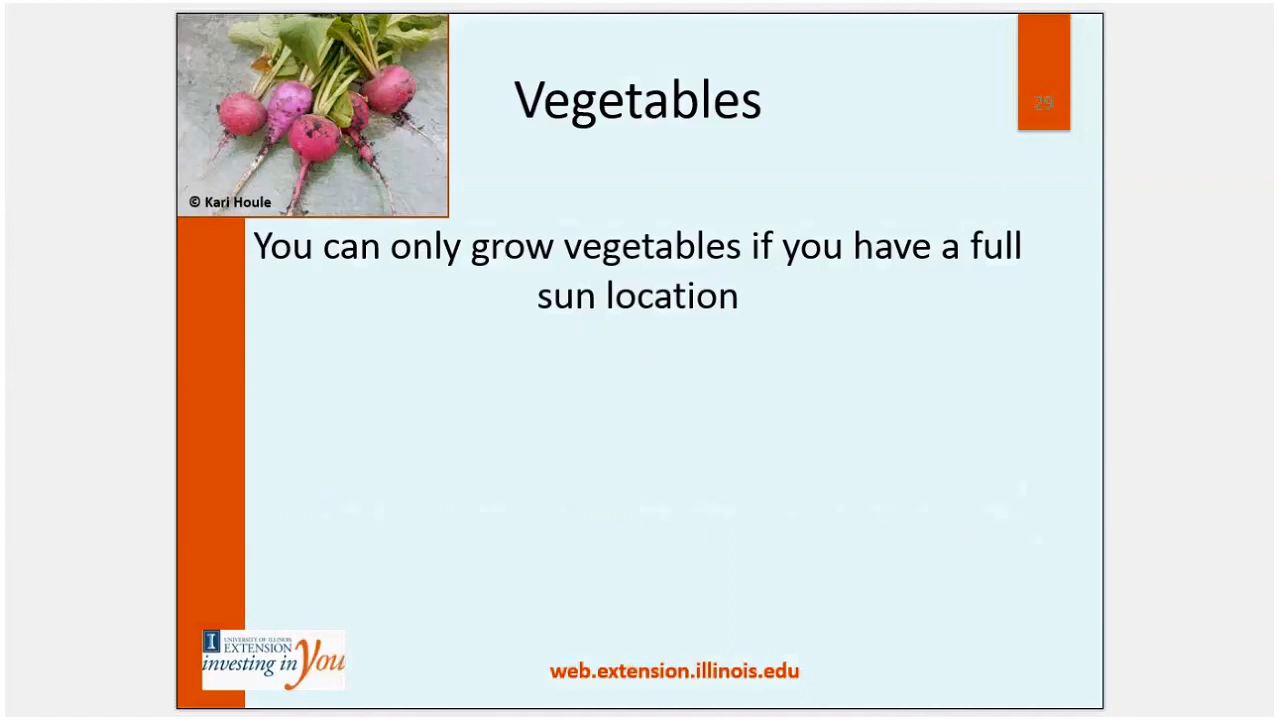 Vegetables
29
© Kari Houle
You can only grow vegetables if you have a full
sun location
I
UNIVERSITY OF ILLINOIS
EXTENSION
investing in you
web.extension.illinois.edu